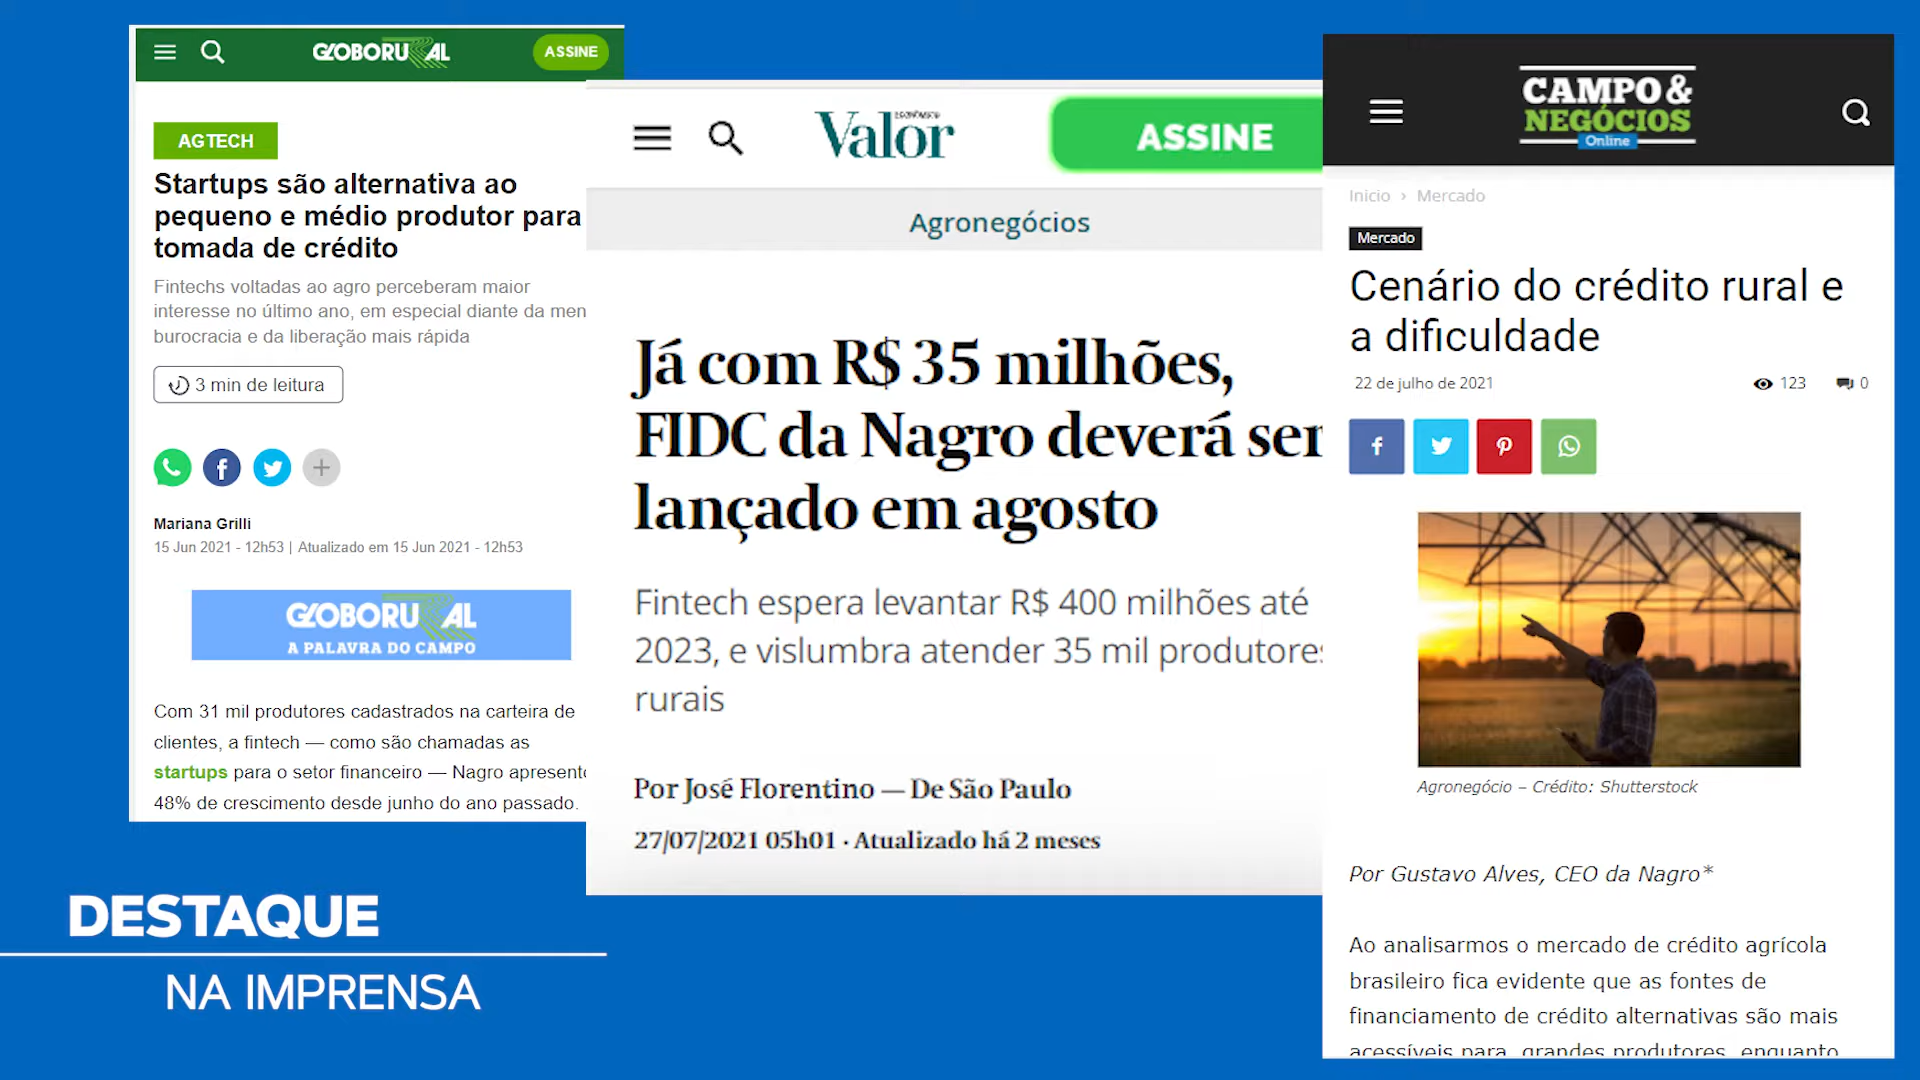 GLOBORURAL
ASSINE
AGTECH
Startups são alternativa ao
pequeno e médio produtor para
tomada de crédito
Fintechs voltadas ao agro perceberam maior
interesse no último ano, em especial diante da men
burocracia e da liberação mais rápida
3 min de leitura
Mariana Grilli
15 Jun 2021 - 12h53 | Atualizado em 15 Jun 2021 - 12h53
GLOBORURAL
A PALAVRA DO CAMPO
Com 31 mil produtores cadastrados na carteira de
clientes, a fintech — como são chamadas as
startups para o setor financeiro — Nagro apresent
48% de crescimento desde junho do ano passado.
ECONÔMICO
Valor
ASSINE
Agronegócios
Já com R$ 35 milhões,
FIDC da Nagro deverá ser
lançado em agosto
Fintech espera levantar R$ 400 milhões até
2023, e vislumbra atender 35 mil produtores
rurais
Por José Florentino — De São Paulo
27/07/2021 05h01 · Atualizado há 2 meses
CAMPO &
NEGÓCIOS
Online
Inicio › Mercado
Mercado
Cenário do crédito rural e
a dificuldade
22 de julho de 2021 123 0
Agronegócio – Crédito: Shutterstock
Por Gustavo Alves, CEO da Nagro*
Ao analisarmos o mercado de crédito agrícola
brasileiro fica evidente que as fontes de
financiamento de crédito alternativas são mais
acessíveis para grandes produtores, enquanto
DESTAQUE
NA IMPRENSA